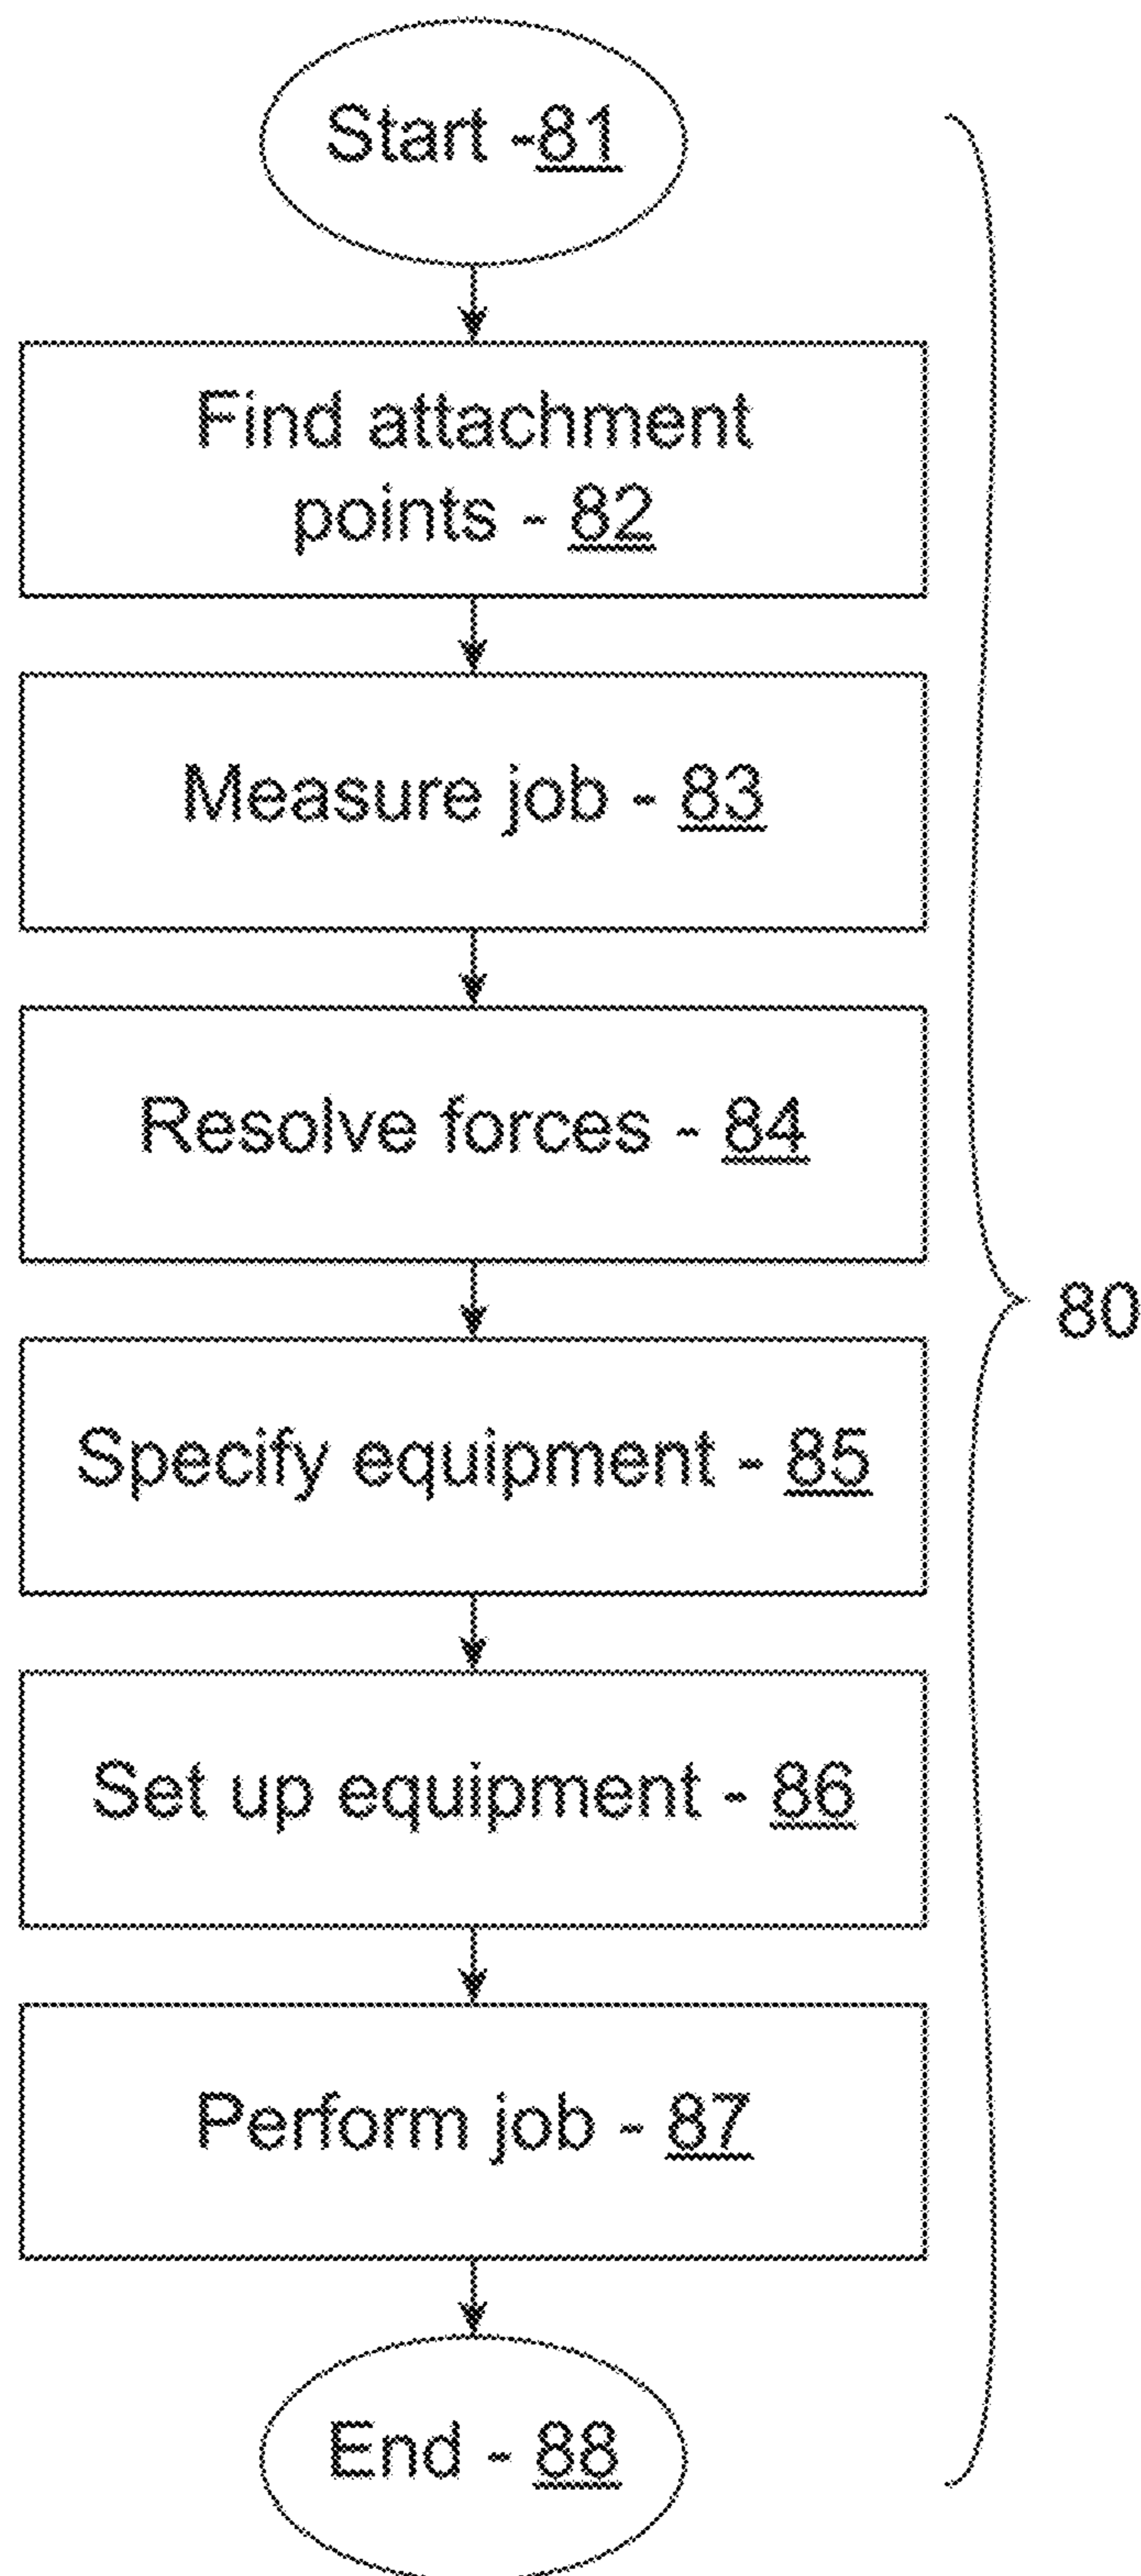 Start -81
Find attachment
points - 82
Measure job - 83
Resolve forces - 84
80
Specify equipment - 85
Set up equipment - 86
Perform job - 87
End - 88